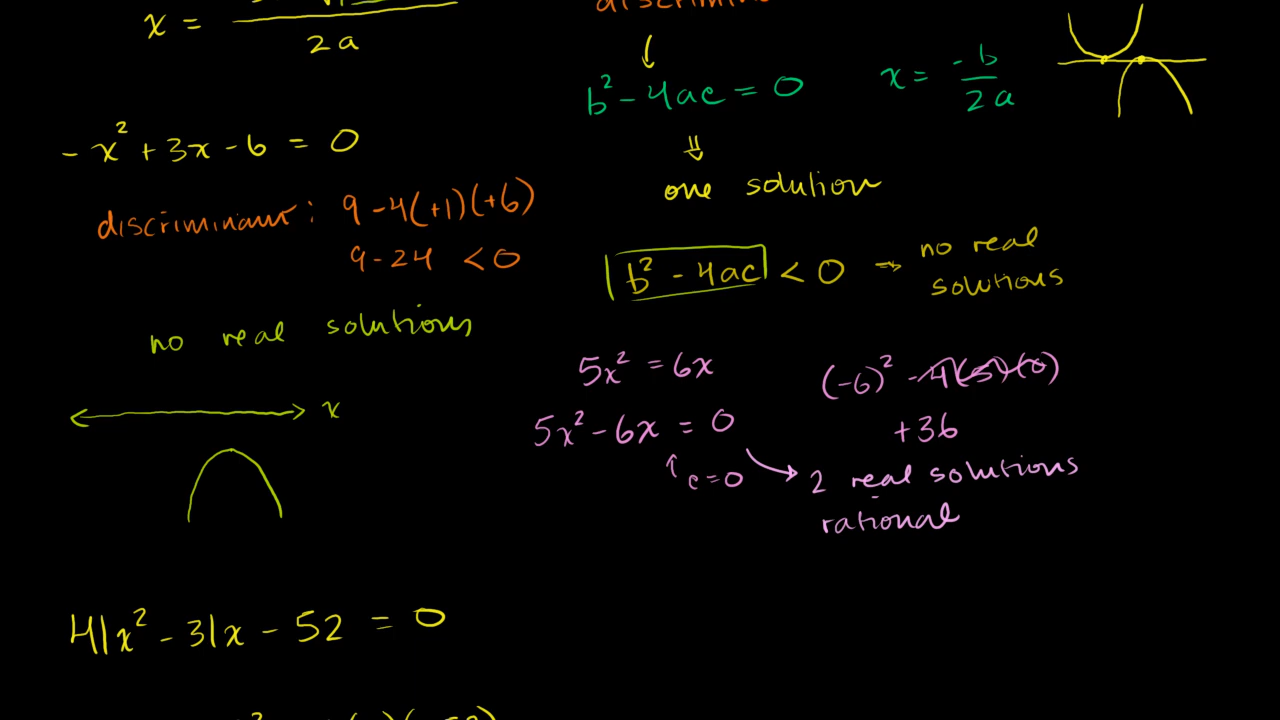 x = 2a
-x² + 3x - 6 = 0
discriminant: 9 - 4(+1)(+6)
9 - 24 < 0
no real solutions
x
b² - 4ac = 0
x = -b/2a
⇓
one solution
b² - 4ac < 0 → no real
solutions
5x² = 6x
5x² - 6x = 0
↑ c = 0
(-6)² - 4(5)(0)
+36
2 real solutions
rational
41x² - 31x - 52 = 0